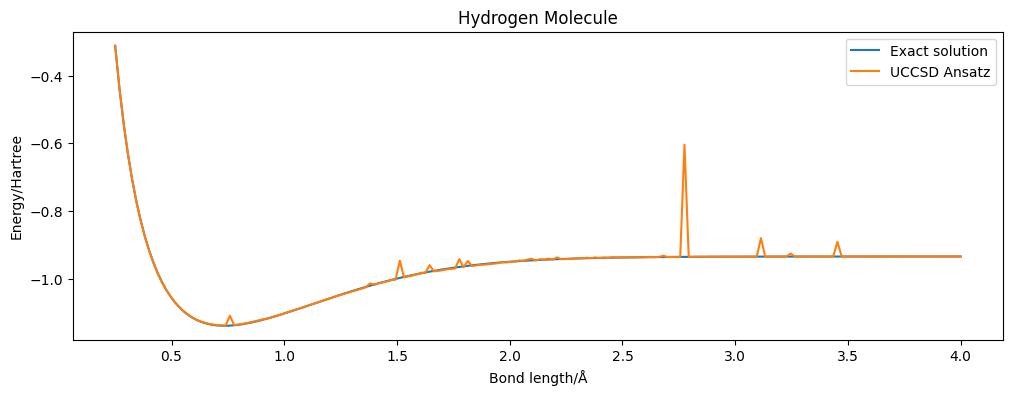 Hydrogen Molecule
Exact solution
UCCSD Ansatz
Energy/Hartree
−0.4
−0.6
−0.8
−1.0
0.5 1.0 1.5 2.0 2.5 3.0 3.5 4.0
Bond length/Å